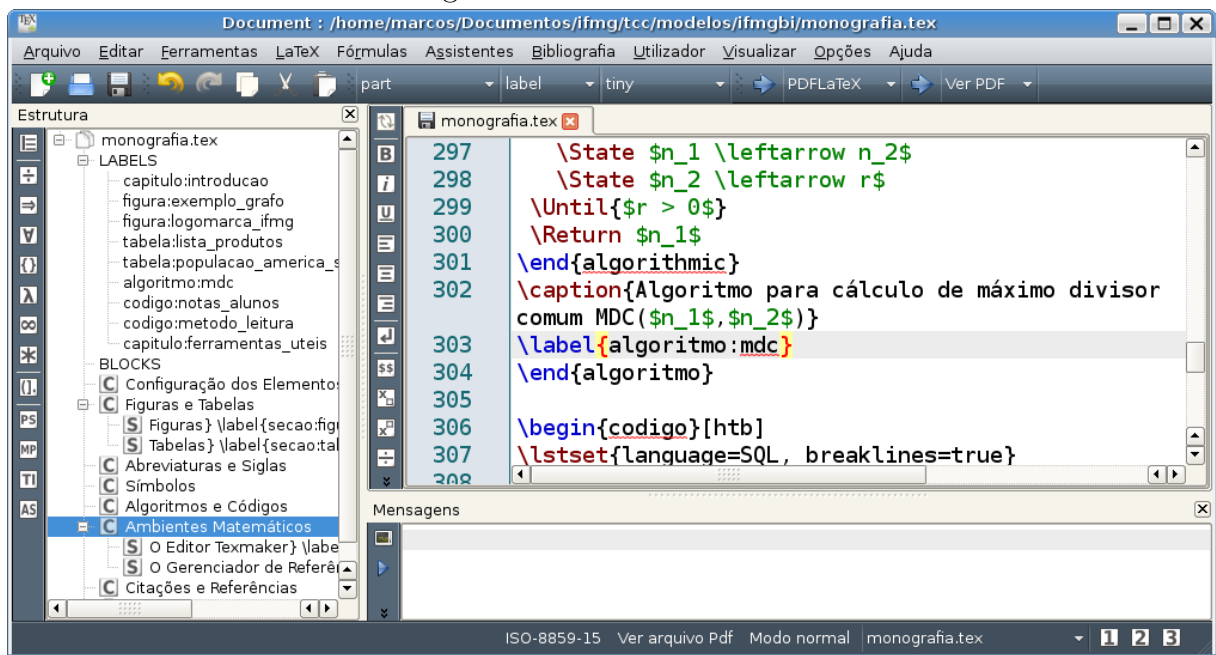 Document : /home/marcos/Documentos/ifmg/tcc/modelos/ifmgbi/monografia.tex
Arquivo Editar Ferramentas LaTeX Fórmulas Assistentes Bibliografia Utilizador Visualizar Opções Ajuda
part label tiny PDFLaTeX Ver PDF
Estrutura
monografia.tex
LABELS
capitulo:introducao
figura:exemplo_grafo
figura:logomarca_ifmg
tabela:lista_produtos
tabela:populacao_america_s
algoritmo:mdc
codigo:notas_alunos
codigo:metodo_leitura
capitulo:ferramentas_uteis
BLOCKS
C Configuração dos Elemento
C Figuras e Tabelas
S Figuras} \label{secao:figu
S Tabelas} \label{secao:tal
C Abreviaturas e Siglas
C Símbolos
C Algoritmos e Códigos
C Ambientes Matemáticos
S O Editor Texmaker} \labe
S O Gerenciador de Referê
C Citações e Referências
PS
MP
TI
AS
monografia.tex
297 \State $n_1 \leftarrow n_2$
298 \State $n_2 \leftarrow r$
299 \Until{$r > 0$}
300 \Return $n_1$
301 \end{algorithmic}
302 \caption{Algoritmo para cálculo de máximo divisor
comum MDC($n_1$,$n_2$)}
303 \label{algoritmo:mdc}
304 \end{algoritmo}
305
306 \begin{codigo}[htb]
307 \lstset{language=SQL, breaklines=true}
308
Mensagens
ISO-8859-15 Ver arquivo Pdf Modo normal monografia.tex 1 2 3